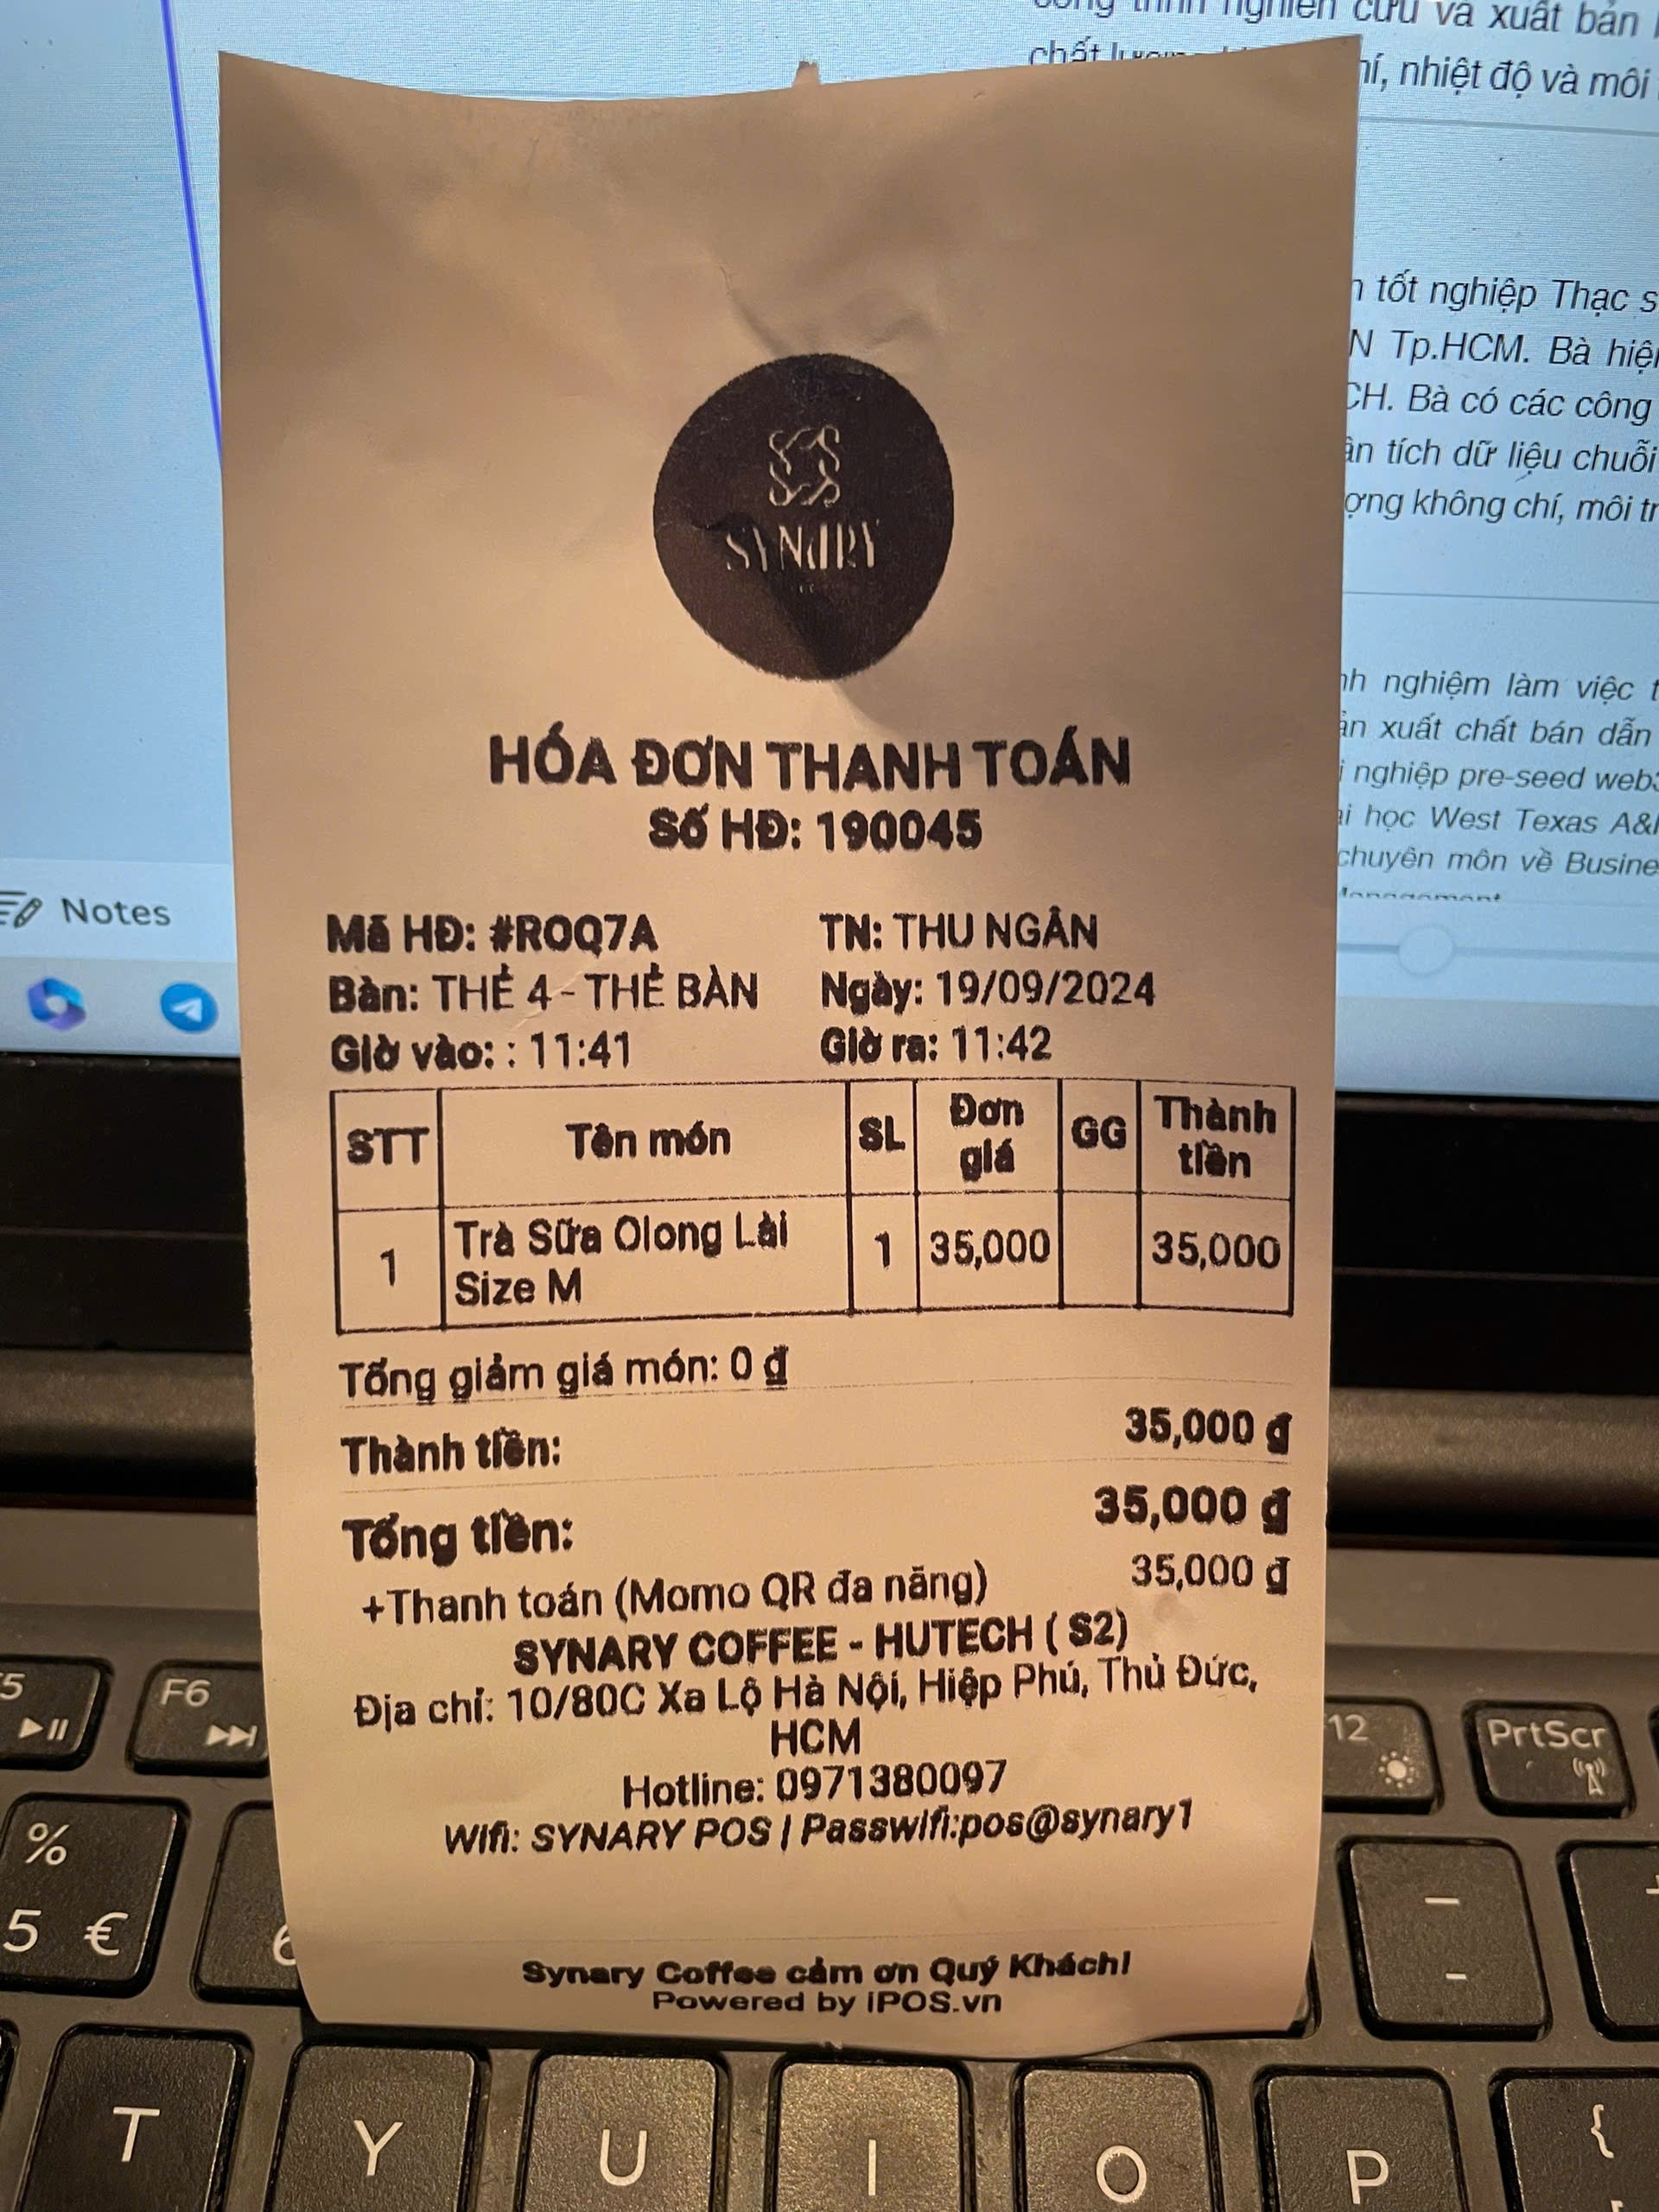 công trình nghiên cứu và xuất bản
chất
hí, nhiệt độ và môi
tốt nghiệp Thạc s
N Tp.HCM. Bà hiện
CH. Bà có các công
ân tích dữ liệu chuỗi
ợng không chí, môi tr
nh nghiệm làm việc t
ản xuất chất bán dẫn
i nghiệp pre-seed web3
ại học West Texas A&
chuyên môn về Busine
Management
Notes
SYNARY
HÓA ĐƠN THANH TOÁN
Số HĐ: 190045
Mã HĐ: #ROQ7A TN: THU NGÂN
Bàn: THẺ 4 - THẺ BÀN Ngày: 19/09/2024
Giờ vào: : 11:41 Giờ ra: 11:42
STT Tên món SL Đơn giá GG Thành tiền
1 Trà Sữa Olong Lài Size M 1 35,000 35,000
Tổng giảm giá món: 0 đ
Thành tiền: 35,000 đ
Tổng tiền: 35,000 đ
+Thanh toán (Momo QR đa năng) 35,000 đ
SYNARY COFFEE - HUTECH ( S2)
Địa chỉ: 10/80C Xa Lộ Hà Nội, Hiệp Phú, Thủ Đức,
HCM
Hotline: 0971380097
Wifi: SYNARY POS | Passwifi:pos@synary1
Synary Coffee cảm ơn Quý Khách!
Powered by iPOS.vn
F6
12
PrtScr
%
5 €
6
-
T Y U I O P {